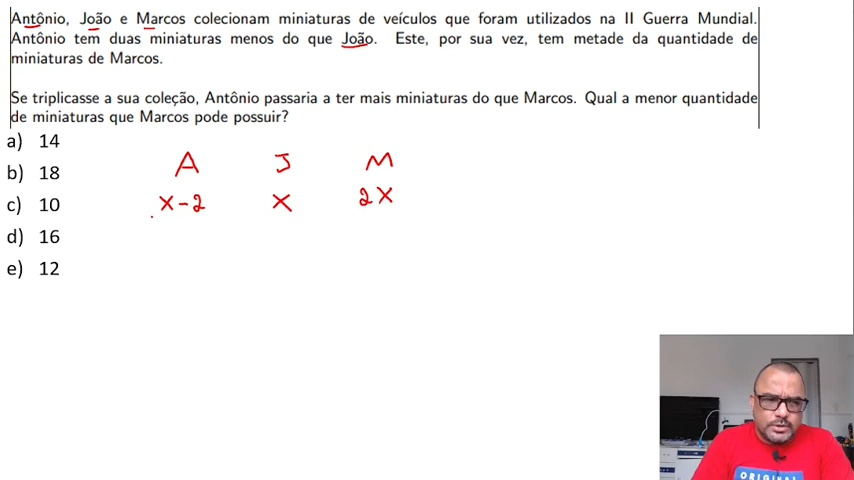 Antônio, João e Marcos colecionam miniaturas de veículos que foram utilizados na II Guerra Mundial.
Antônio tem duas miniaturas menos do que João. Este, por sua vez, tem metade da quantidade de
miniaturas de Marcos.
Se triplicasse a sua coleção, Antônio passaria a ter mais miniaturas do que Marcos. Qual a menor quantidade
de miniaturas que Marcos pode possuir?
a) 14
b) 18
c) 10
d) 16
e) 12
A J M
x-2 x 2x
ORIGINAL